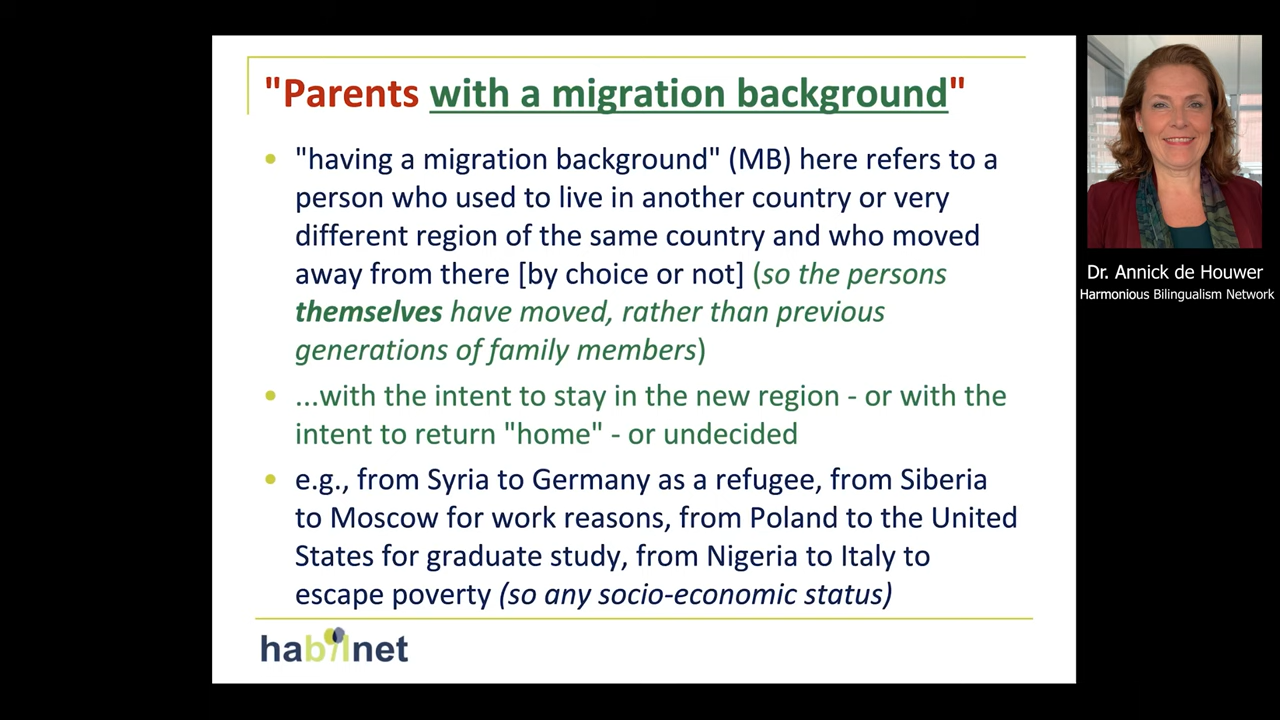 "Parents with a migration background"
"having a migration background" (MB) here refers to a
person who used to live in another country or very
different region of the same country and who moved
away from there [by choice or not] (so the persons
themselves have moved, rather than previous
generations of family members)
...with the intent to stay in the new region - or with the
intent to return "home" - or undecided
e.g., from Syria to Germany as a refugee, from Siberia
to Moscow for work reasons, from Poland to the United
States for graduate study, from Nigeria to Italy to
escape poverty (so any socio-economic status)
habilnet
Dr. Annick de Houwer
Harmonious Bilingualism Network